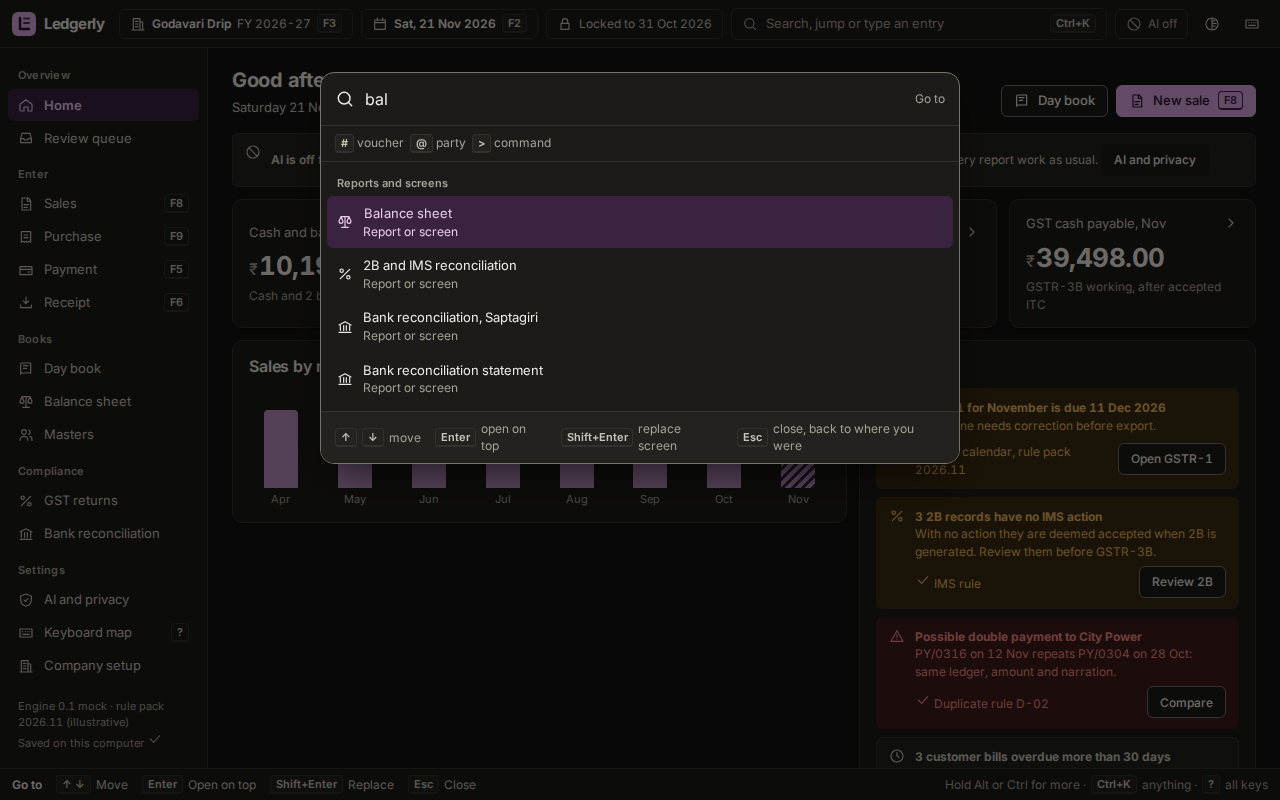 Ledgerly
Godavari Drip FY 2026-27 F3
Sat, 21 Nov 2026 F2
Locked to 31 Oct 2026
Search, jump or type an entry Ctrl+K
AI off
Overview
Home
Review queue
Enter
Sales F8
Purchase F9
Payment F5
Receipt F6
Books
Day book
Balance sheet
Masters
Compliance
GST returns
Bank reconciliation
Settings
AI and privacy
Keyboard map ?
Company setup
Engine 0.1 mock · rule pack
2026.11 (illustrative)
Saved on this computer
Good
Saturday 21
Day book
New sale F8
AI is off
report work as usual. AI and privacy
bal
Go to
# voucher @ party > command
Reports and screens
Balance sheet
Report or screen
2B and IMS reconciliation
Report or screen
Bank reconciliation, Saptagiri
Report or screen
Bank reconciliation statement
Report or screen
↑ ↓ move
Enter open on
top
Shift+Enter replace
screen
Esc close, back to where you
were
Cash and
Cash and 2
GST cash payable, Nov
₹39,498.00
GSTR-3B working, after accepted
ITC
Sales by
Apr May Jun Jul Aug Sep Oct Nov
for November is due 11 Dec 2026
needs correction before export.
calendar, rule pack
2026.11
Open GSTR-1
3 2B records have no IMS action
With no action they are deemed accepted when 2B is
generated. Review them before GSTR-3B.
IMS rule
Review 2B
Possible double payment to City Power
PY/0316 on 12 Nov repeats PY/0304 on 28 Oct:
same ledger, amount and narration.
Duplicate rule D-02
Compare
3 customer bills overdue more than 30 days
Go to ↑ ↓ Move Enter Open on top Shift+Enter Replace Esc Close
Hold Alt or Ctrl for more · Ctrl+K anything · ? all keys